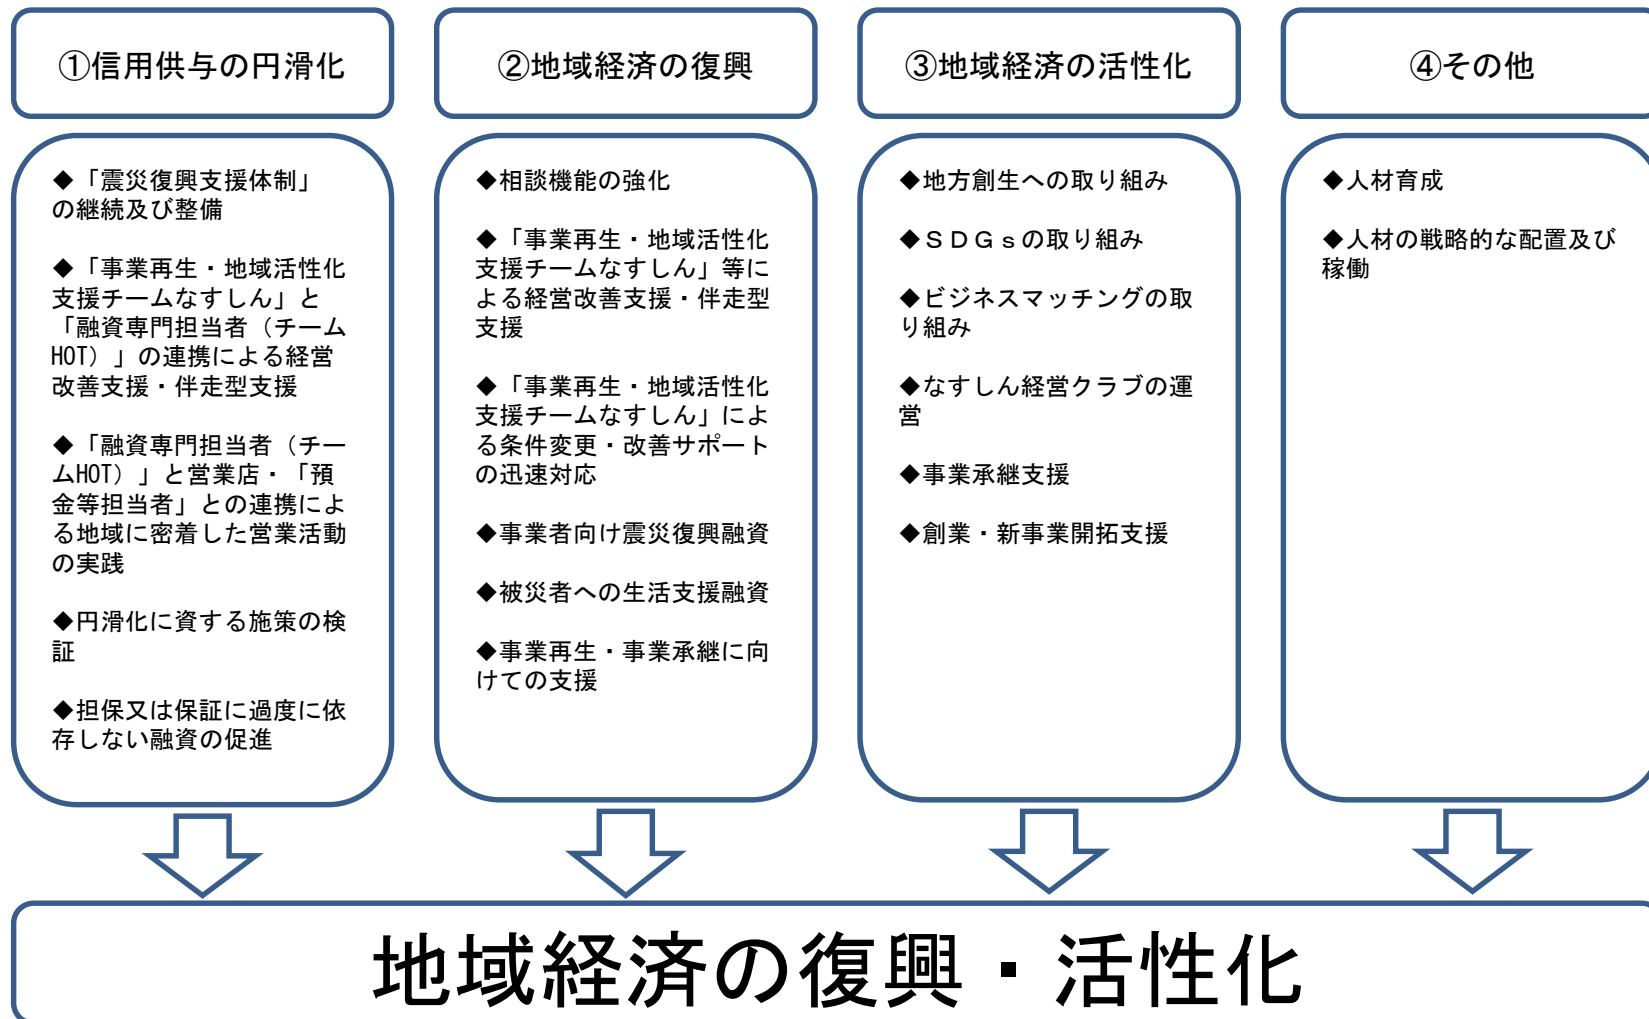 ①信用供与の円滑化
◆「震災復興支援体制」
の継続及び整備
◆「事業再生・地域活性化
支援チームなすしん」と
「融資専門担当者（チーム
HOT）」の連携による経営
改善支援・伴走型支援
◆「融資専門担当者（チー
ムHOT）」と営業店・「預
金等担当者」との連携によ
る地域に密着した営業活動
の実践
◆円滑化に資する施策の検
証
◆担保又は保証に過度に依
存しない融資の促進
②地域経済の復興
◆相談機能の強化
◆「事業再生・地域活性化
支援チームなすしん」等に
よる経営改善支援・伴走型
支援
◆「事業再生・地域活性化
支援チームなすしん」によ
る条件変更・改善サポート
の迅速対応
◆事業者向け震災復興融資
◆被災者への生活支援融資
◆事業再生・事業承継に向
けての支援
③地域経済の活性化
◆地方創生への取り組み
◆ＳＤＧｓの取り組み
◆ビジネスマッチングの取
り組み
◆なすしん経営クラブの運
営
◆事業承継支援
◆創業・新事業開拓支援
④その他
◆人材育成
◆人材の戦略的な配置及び
稼働
地域経済の復興・活性化